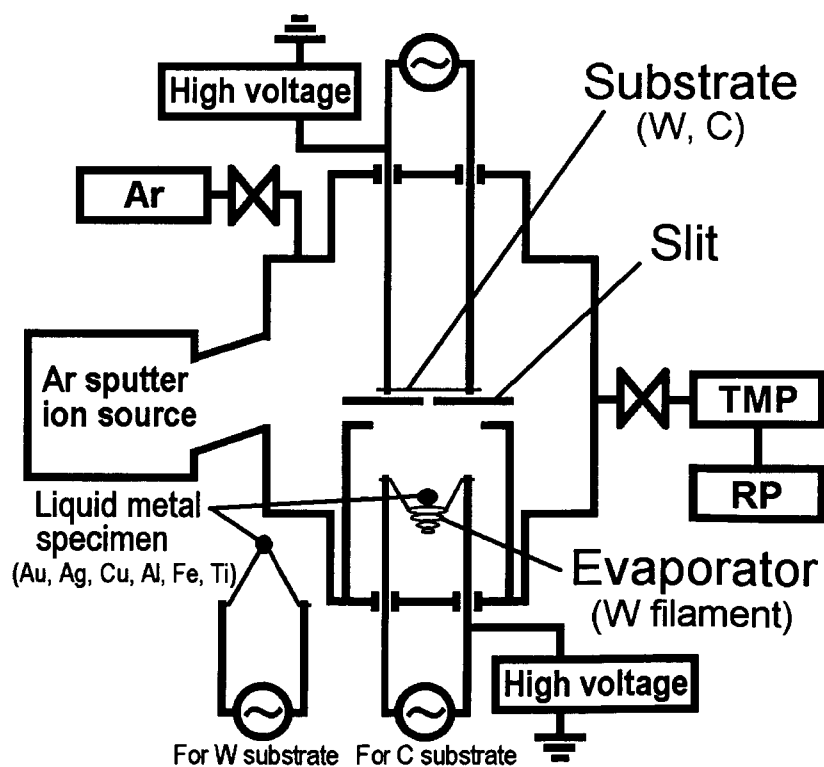 High voltage
Substrate
(W, C)
Ar
Slit
Ar sputter
ion source
TMP
RP
Liquid metal
specimen
(Au, Ag, Cu, Al, Fe, Ti)
Evaporator
(W filament)
High voltage
For W substrate
For C substrate